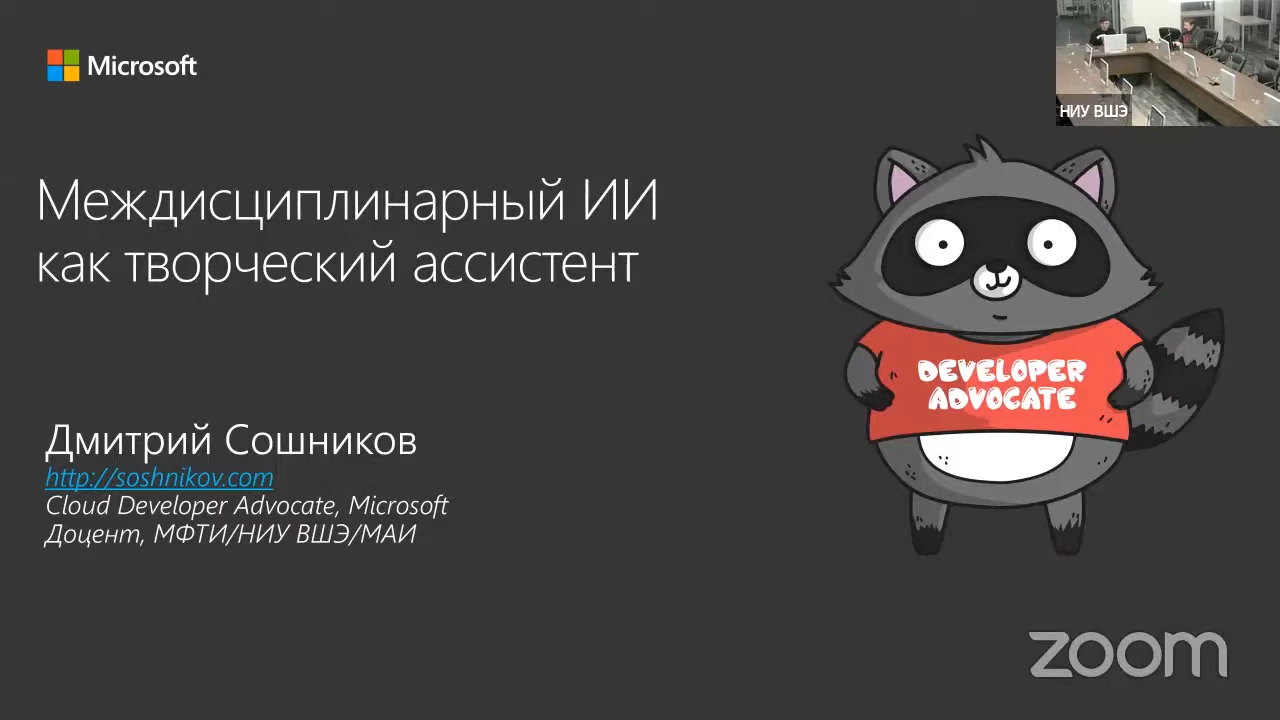 Microsoft
НИУ ВШЭ
Междисциплинарный ИИ
как творческий ассистент
DEVELOPER
ADVOCATE
Дмитрий Сошников
http://soshnikov.com
Cloud Developer Advocate, Microsoft
Доцент, МФТИ/НИУ ВШЭ/МАИ
zoom